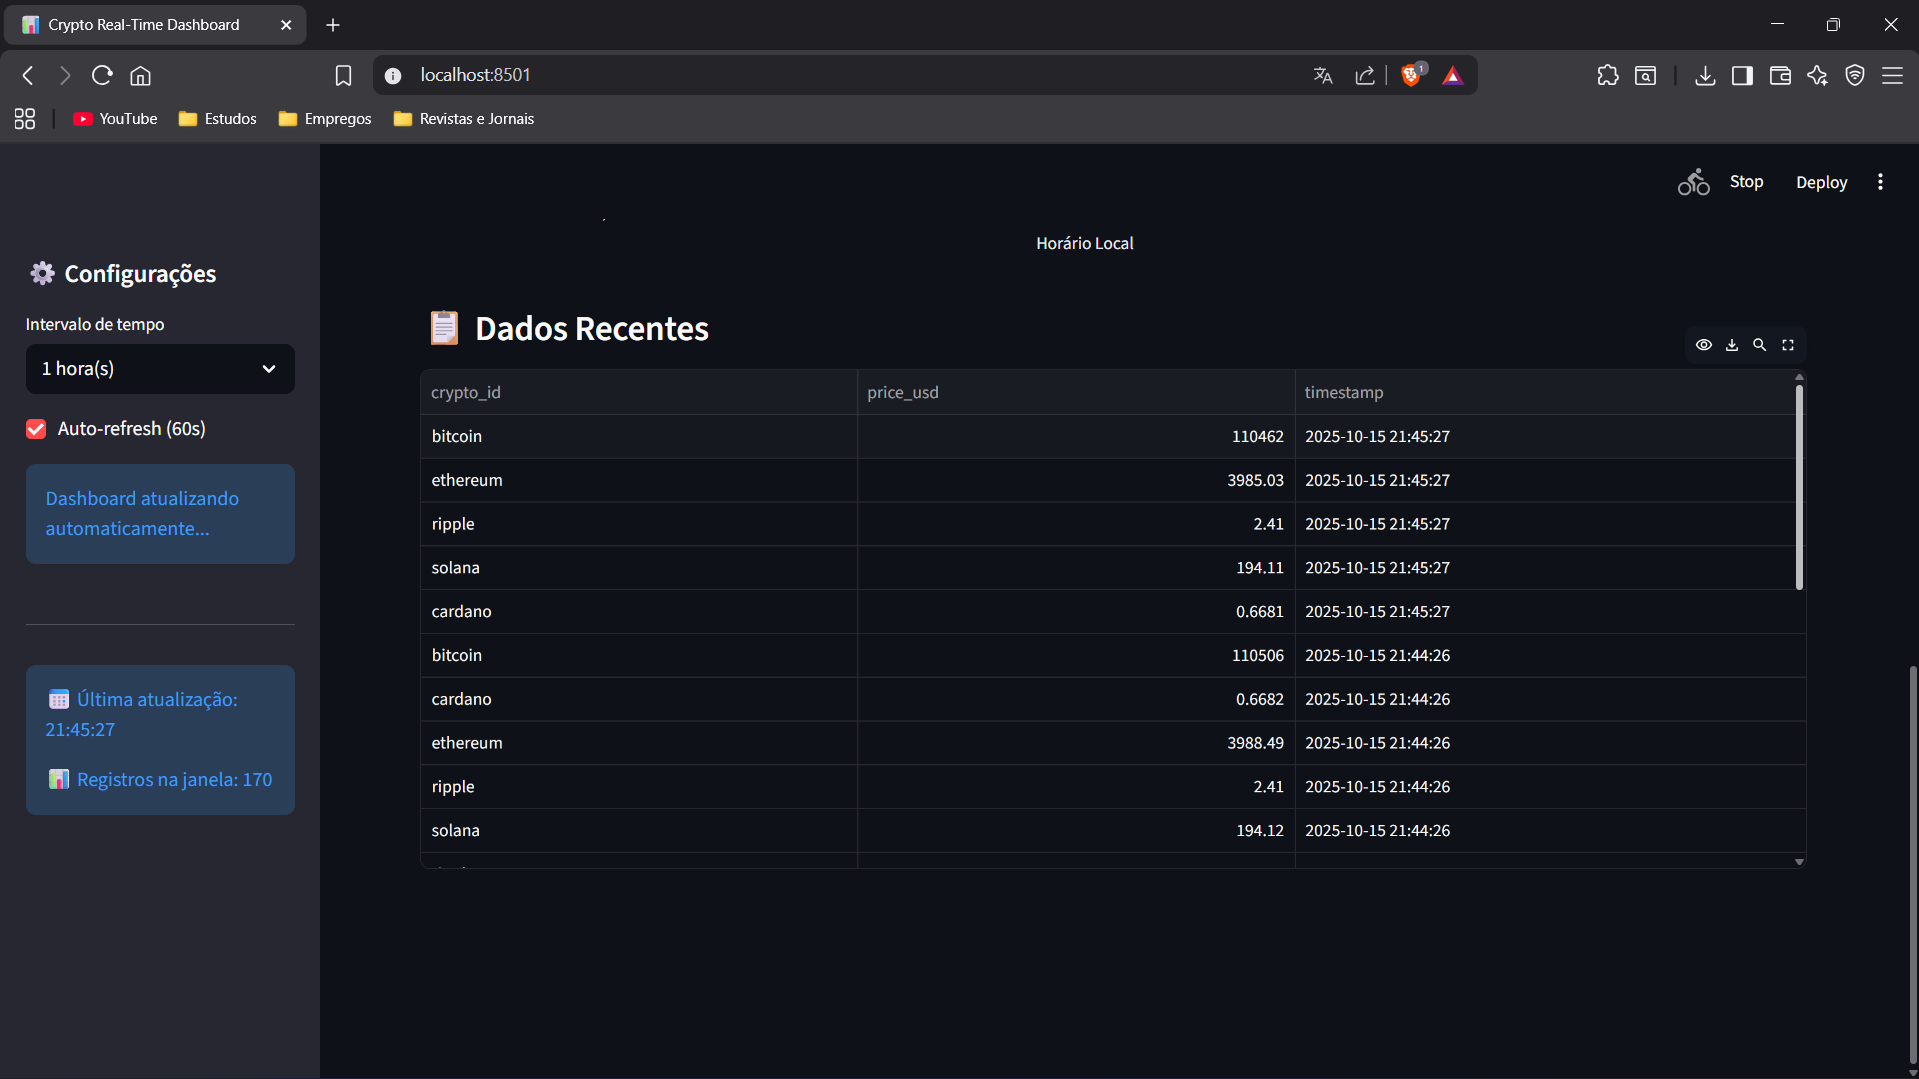 Crypto Real-Time Dashboard
localhost:8501
1
YouTube
Estudos
Empregos
Revistas e Jornais
Stop
Deploy
Configurações
Intervalo de tempo
1 hora(s)
Auto-refresh (60s)
Dashboard atualizando
automaticamente...
Última atualização:
21:45:27
Registros na janela: 170
Horário Local
Dados Recentes
crypto_id price_usd timestamp
bitcoin 110462 2025-10-15 21:45:27
ethereum 3985.03 2025-10-15 21:45:27
ripple 2.41 2025-10-15 21:45:27
solana 194.11 2025-10-15 21:45:27
cardano 0.6681 2025-10-15 21:45:27
bitcoin 110506 2025-10-15 21:44:26
cardano 0.6682 2025-10-15 21:44:26
ethereum 3988.49 2025-10-15 21:44:26
ripple 2.41 2025-10-15 21:44:26
solana 194.12 2025-10-15 21:44:26